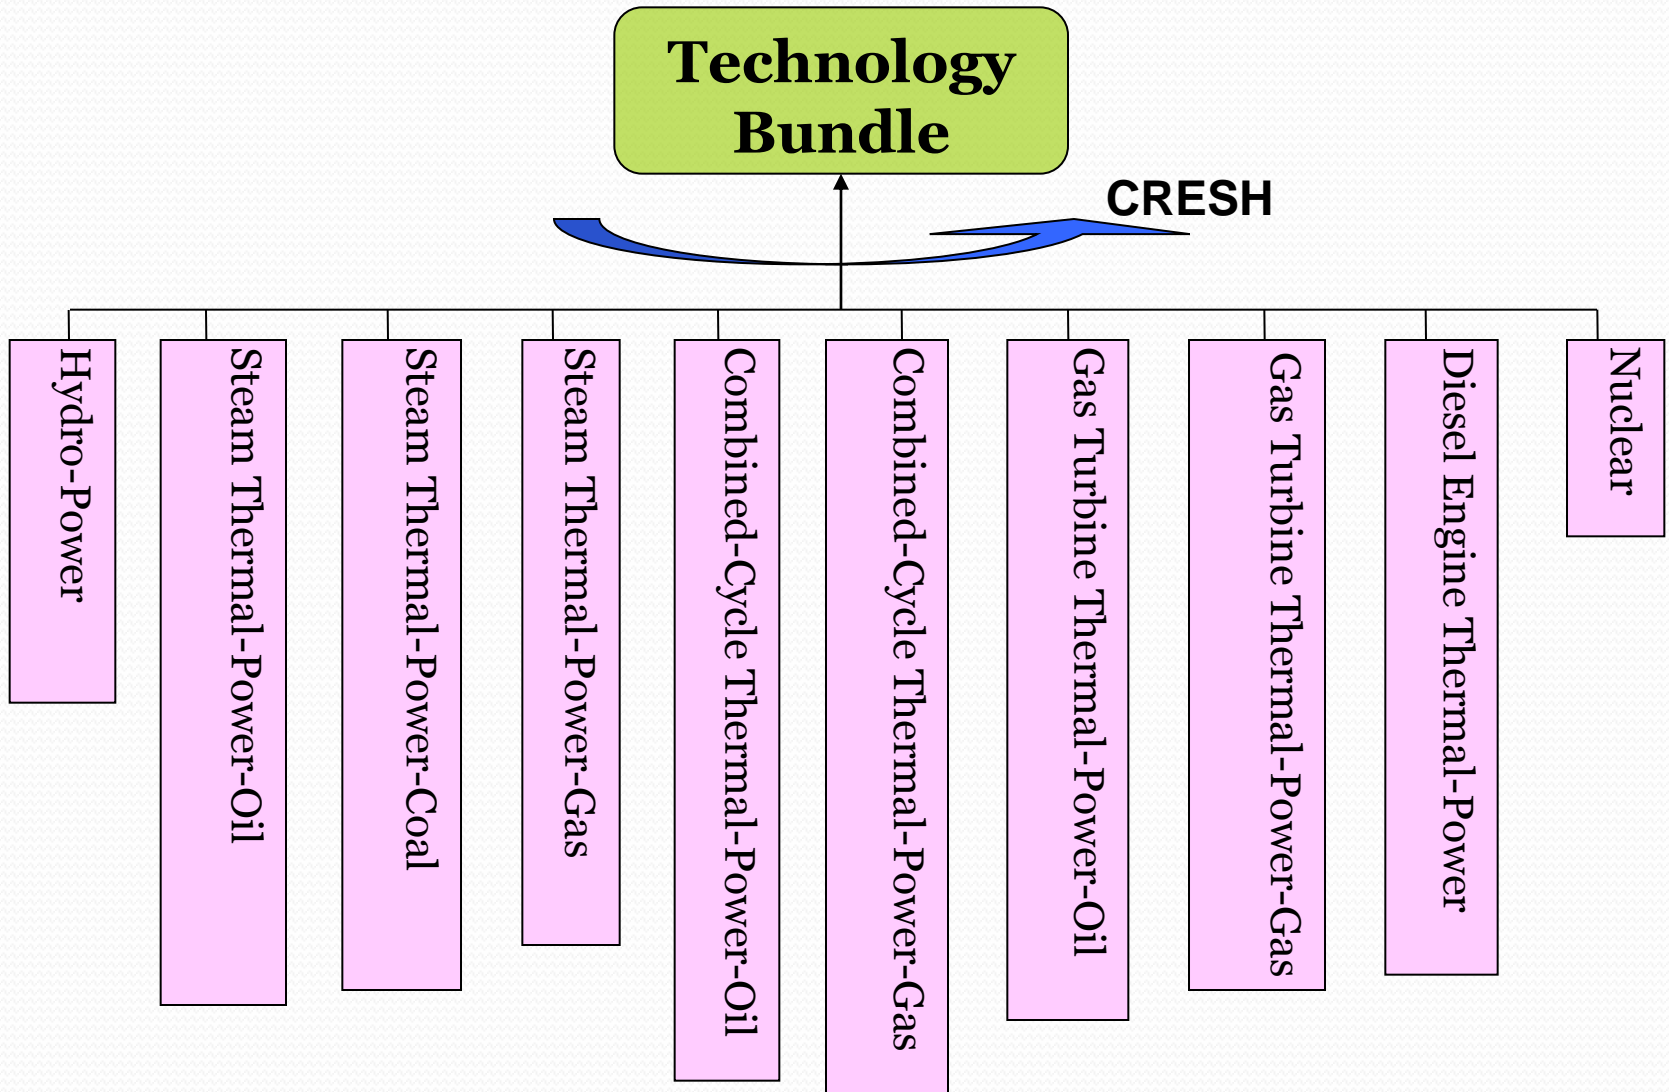 Technology
Bundle
CRESH
Hydro-Power
Steam Thermal-Power-Oil
Steam Thermal-Power-Coal
Steam Thermal-Power-Gas
Combined-Cycle Thermal-Power-Oil
Combined-Cycle Thermal-Power-Gas
Gas Turbine Thermal-Power-Oil
Gas Turbine Thermal-Power-Gas
Diesel Engine Thermal-Power
Nuclear